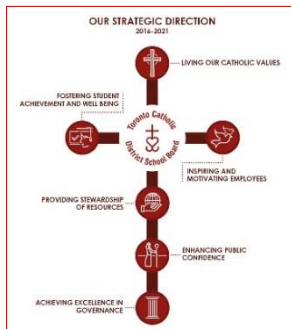 OUR STRATEGIC DIRECTION
2016-2021
LIVING OUR CATHOLIC VALUES
FOSTERING STUDENT
ACHIEVEMENT AND WELL BEING
Toronto Catholic
District School Board
INSPIRING AND
MOTIVATING EMPLOYEES
PROVIDING STEWARDSHIP
OF RESOURCES
ENHANCING PUBLIC
CONFIDENCE
ACHIEVING EXCELLENCE IN
GOVERNANCE